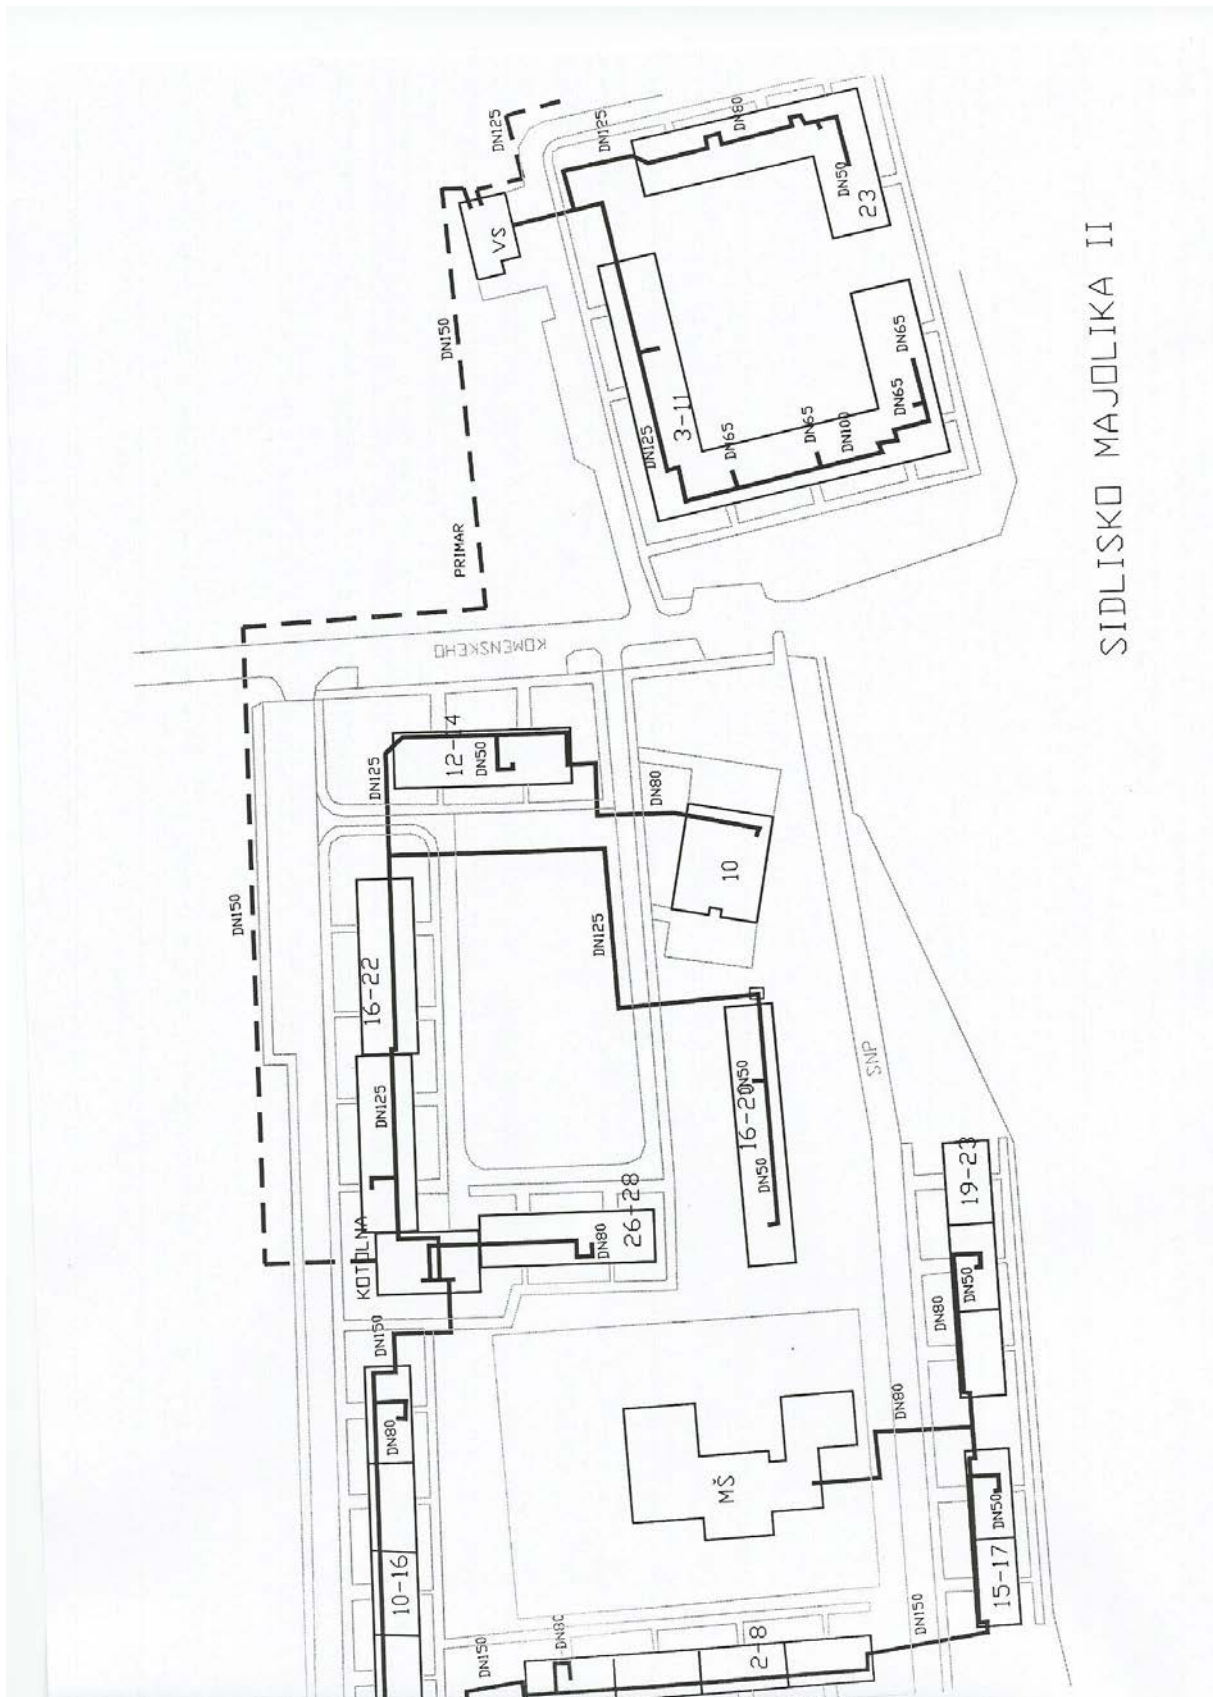 DN125
DN125
DN80
VS
DN50
23
DN150
DN65
DN65
3-11
DN125
DN65
DN65
DN100
SIDLISKO MAJOLIKA II
PRIMAR
KOMENSKEHO
12-14
DN50
DN125
DN80
10
DN150
DN125
16-22
SNP
DN50
16-20
DN125
DN50
19-23
26-28
DN80
KOTOLNA
DN50
DN80
DN150
DN80
DN80
MŠ
DN50
15-17
10-16
DN150
DN80
2-8
DN150